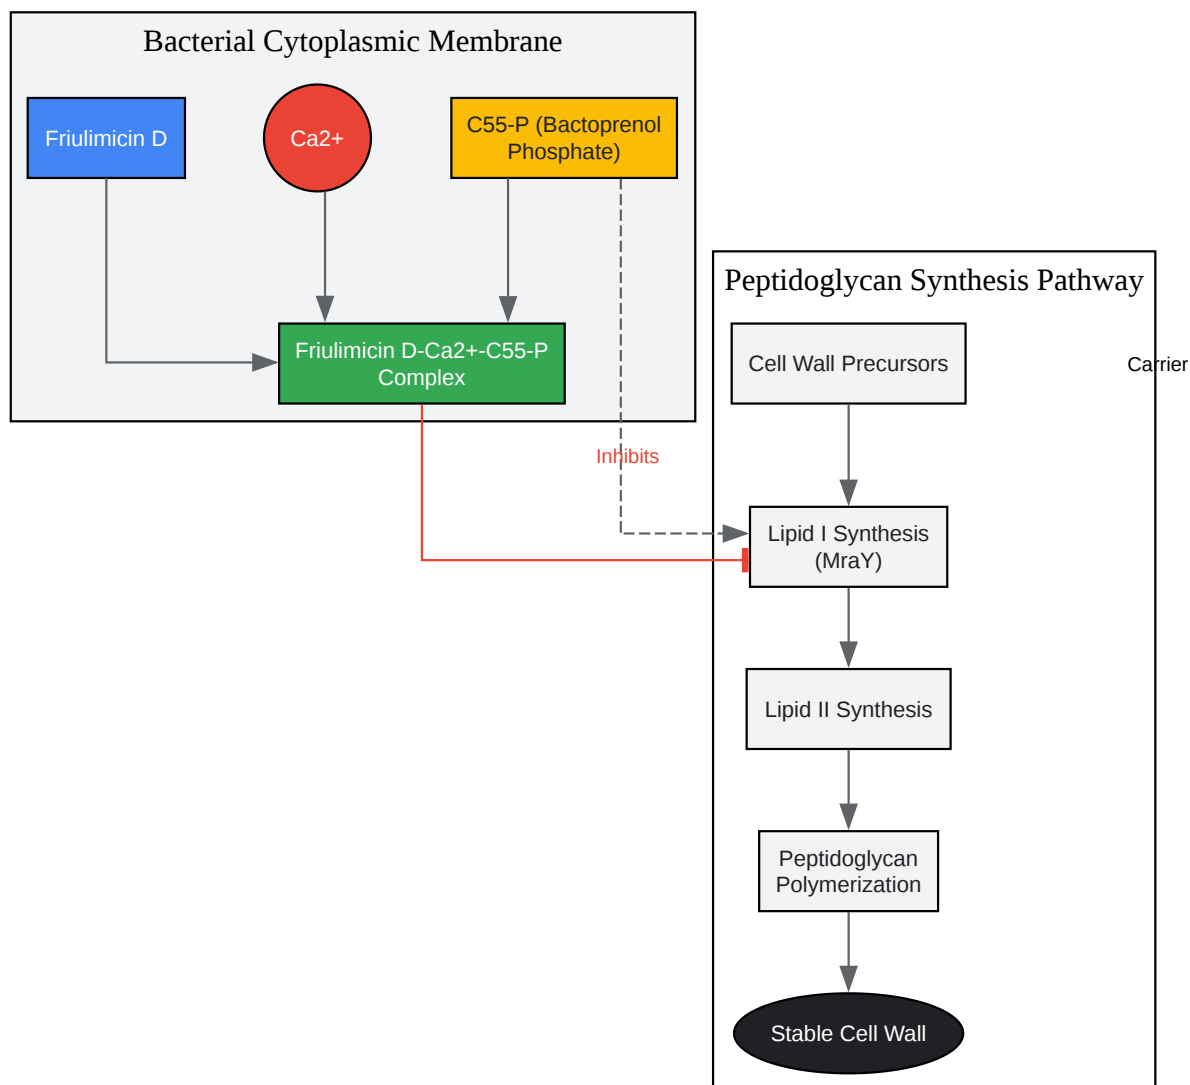 Bacterial Cytoplasmic Membrane
Friulimicin D
Ca2+
C55-P (Bactoprenol
Phosphate)
Friulimicin D-Ca2+-C55-P
Complex
Inhibits
Peptidoglycan Synthesis Pathway
Cell Wall Precursors
Carrier
Lipid I Synthesis
(MraY)
Lipid II Synthesis
Peptidoglycan
Polymerization
Stable Cell Wall